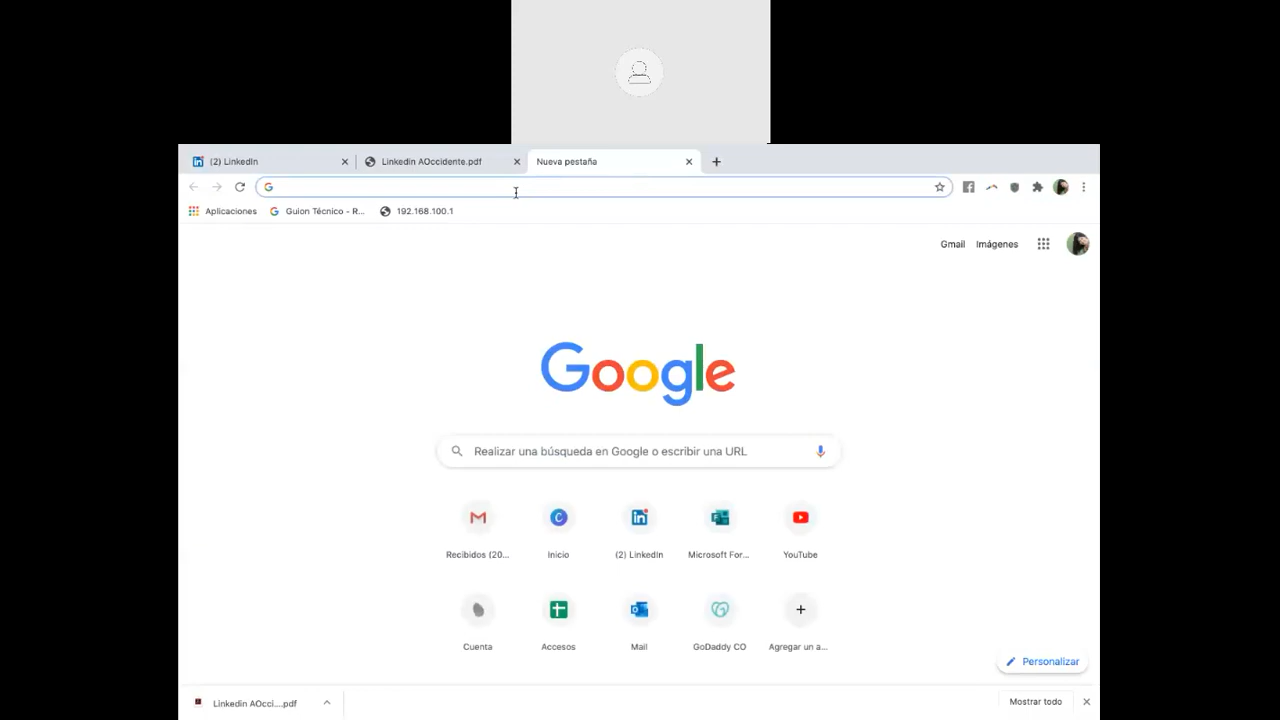 (2) LinkedIn
Linkedin AOccidente.pdf
Nueva pestaña
Aplicaciones
Guion Técnico - R...
192.168.100.1
Gmail
Imágenes
Google
Realizar una búsqueda en Google o escribir una URL
Recibidos (20...
Inicio
(2) LinkedIn
Microsoft For...
YouTube
Cuenta
Accesos
Mail
GoDaddy CO
Agregar un a...
Personalizar
Linkedin AOcci....pdf
Mostrar todo